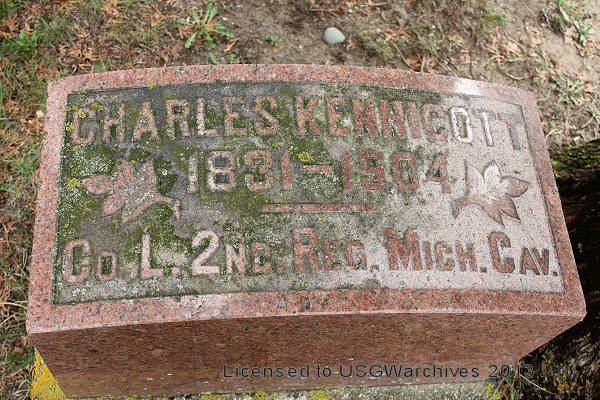 CHARLES KENNICOTT
1831-1904
CO. L. 2ND. REG. MICH. CAV.
Licensed to USGWarchives 2013